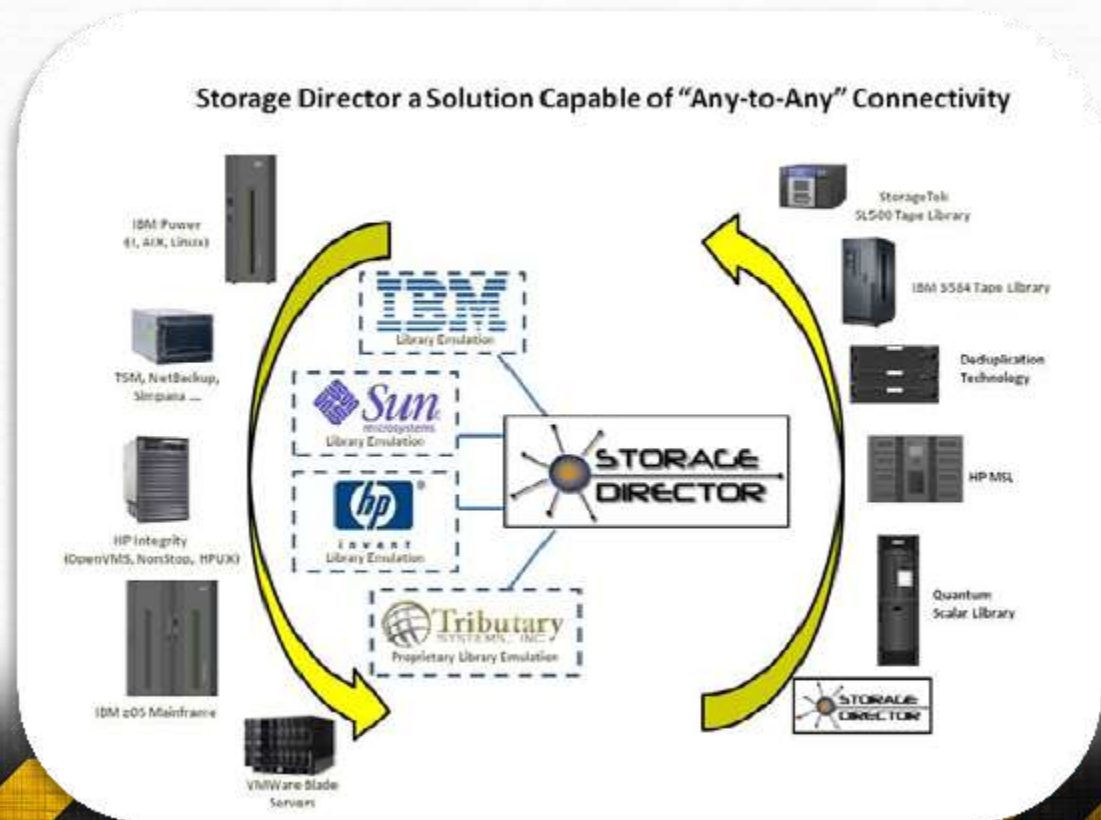 Storage Director a Solution Capable of “Any-to-Any” Connectivity
IBM Power
(i, AIX, Linux)
TSM, NetBackup,
Simpana ...
HP Integrity
(OpenVMS, NonStop, HPUX)
IBM zOS Mainframe
VMWare Blade
Servers
IBM
Library Emulation
Sun
microsystems
Library Emulation
hp
invent
Library Emulation
Tributary
SYSTEMS, INC.
Proprietary Library Emulation
STORAGE
DIRECTOR
StorageTek
SL500 Tape Library
IBM 3584 Tape Library
Deduplication
Technology
HP MSL
Quantum
Scalar Library
STORAGE
DIRECTOR